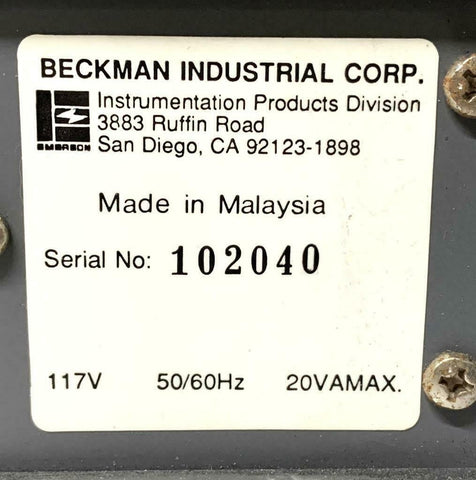 BECKMAN INDUSTRIAL CORP.
Instrumentation Products Division
3883 Ruffin Road
EMERSON San Diego, CA 92123-1898
Made in Malaysia
Serial No: 102040
117V 50/60Hz 20VAMAX.